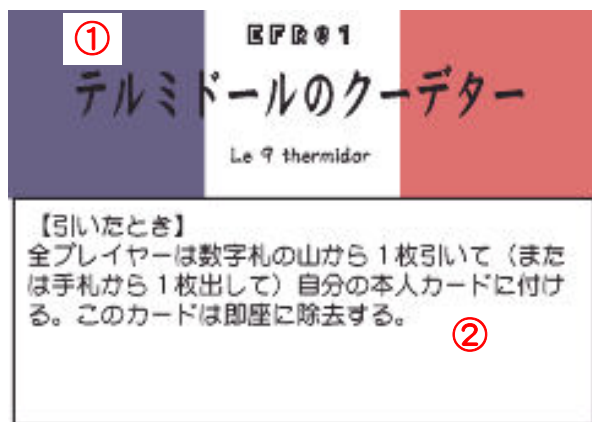 ①
EFR01
テルミドールのクーデター
Le 9 thermidor
【引いたとき】
全プレイヤーは数字札の山から1枚引いて（また
は手札から1枚出して）自分の本人カードに付け
る。このカードは即座に除去する。
②